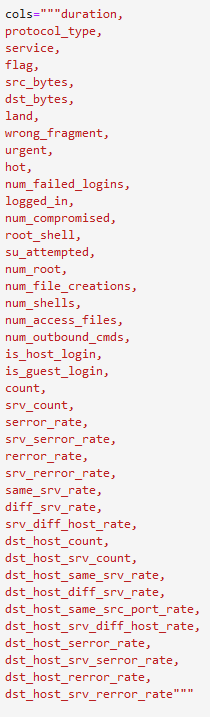 cols="""duration,
protocol_type,
service,
flag,
src_bytes,
dst_bytes,
land,
wrong_fragment,
urgent,
hot,
num_failed_logins,
logged_in,
num_compromised,
root_shell,
su_attempted,
num_root,
num_file_creations,
num_shells,
num_access_files,
num_outbound_cmds,
is_host_login,
is_guest_login,
count,
srv_count,
serror_rate,
srv_serror_rate,
rerror_rate,
srv_rerror_rate,
same_srv_rate,
diff_srv_rate,
srv_diff_host_rate,
dst_host_count,
dst_host_srv_count,
dst_host_same_srv_rate,
dst_host_diff_srv_rate,
dst_host_same_src_port_rate,
dst_host_srv_diff_host_rate,
dst_host_serror_rate,
dst_host_srv_serror_rate,
dst_host_rerror_rate,
dst_host_srv_rerror_rate"""